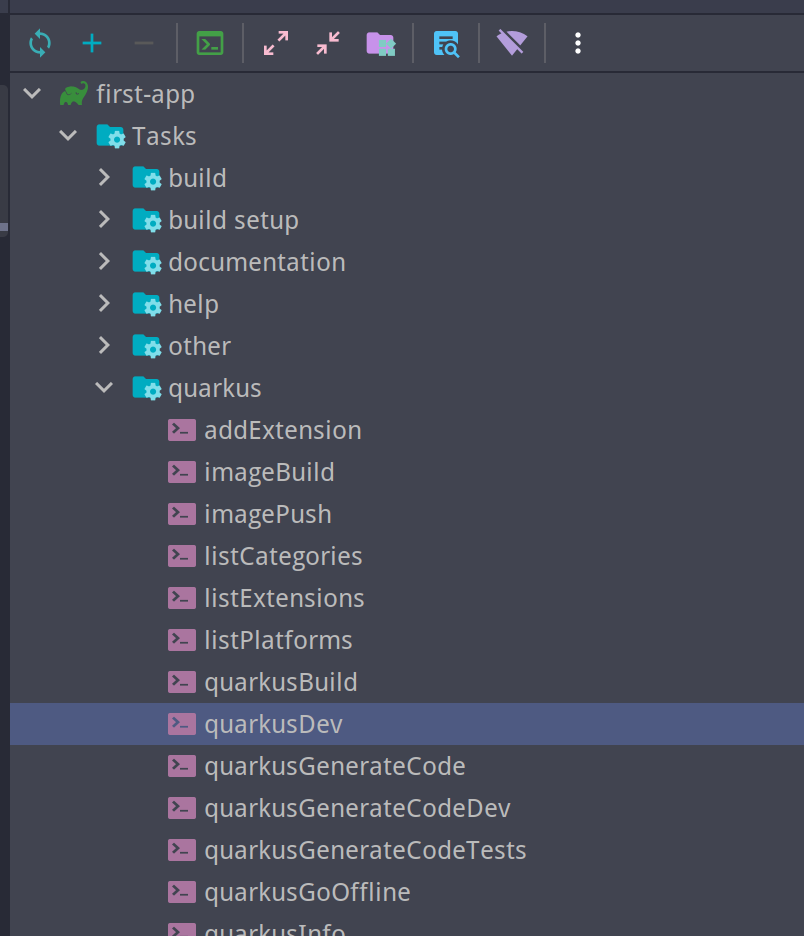 first-app
Tasks
build
build setup
documentation
help
other
quarkus
addExtension
imageBuild
imagePush
listCategories
listExtensions
listPlatforms
quarkusBuild
quarkusDev
quarkusGenerateCode
quarkusGenerateCodeDev
quarkusGenerateCodeTests
quarkusGoOffline
quarkusInfo